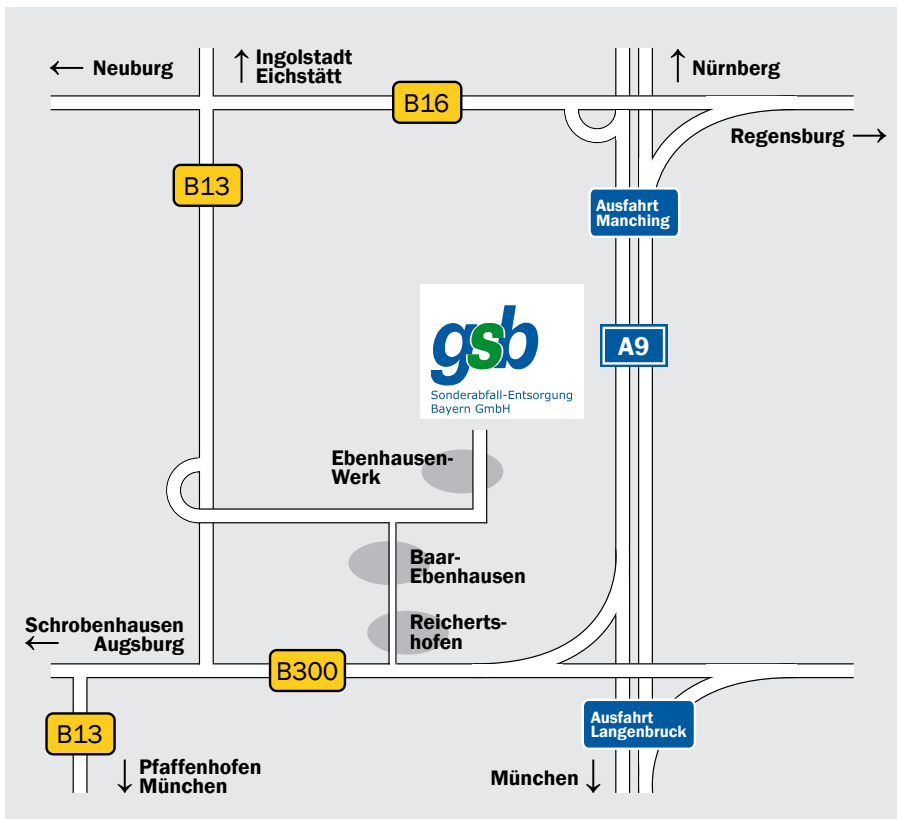 Neuburg
Ingolstadt
Eichstätt
Nürnberg
B16
Regensburg
B13
Ausfahrt
Manching
gsb
Sonderabfall-Entsorgung
Bayern GmbH
A9
Ebenhausen-
Werk
Baar-
Ebenhausen
Schrobenhausen
Augsburg
Reicherts-
hofen
B300
B13
Ausfahrt
Langenbruck
Pfaffenhofen
München
München